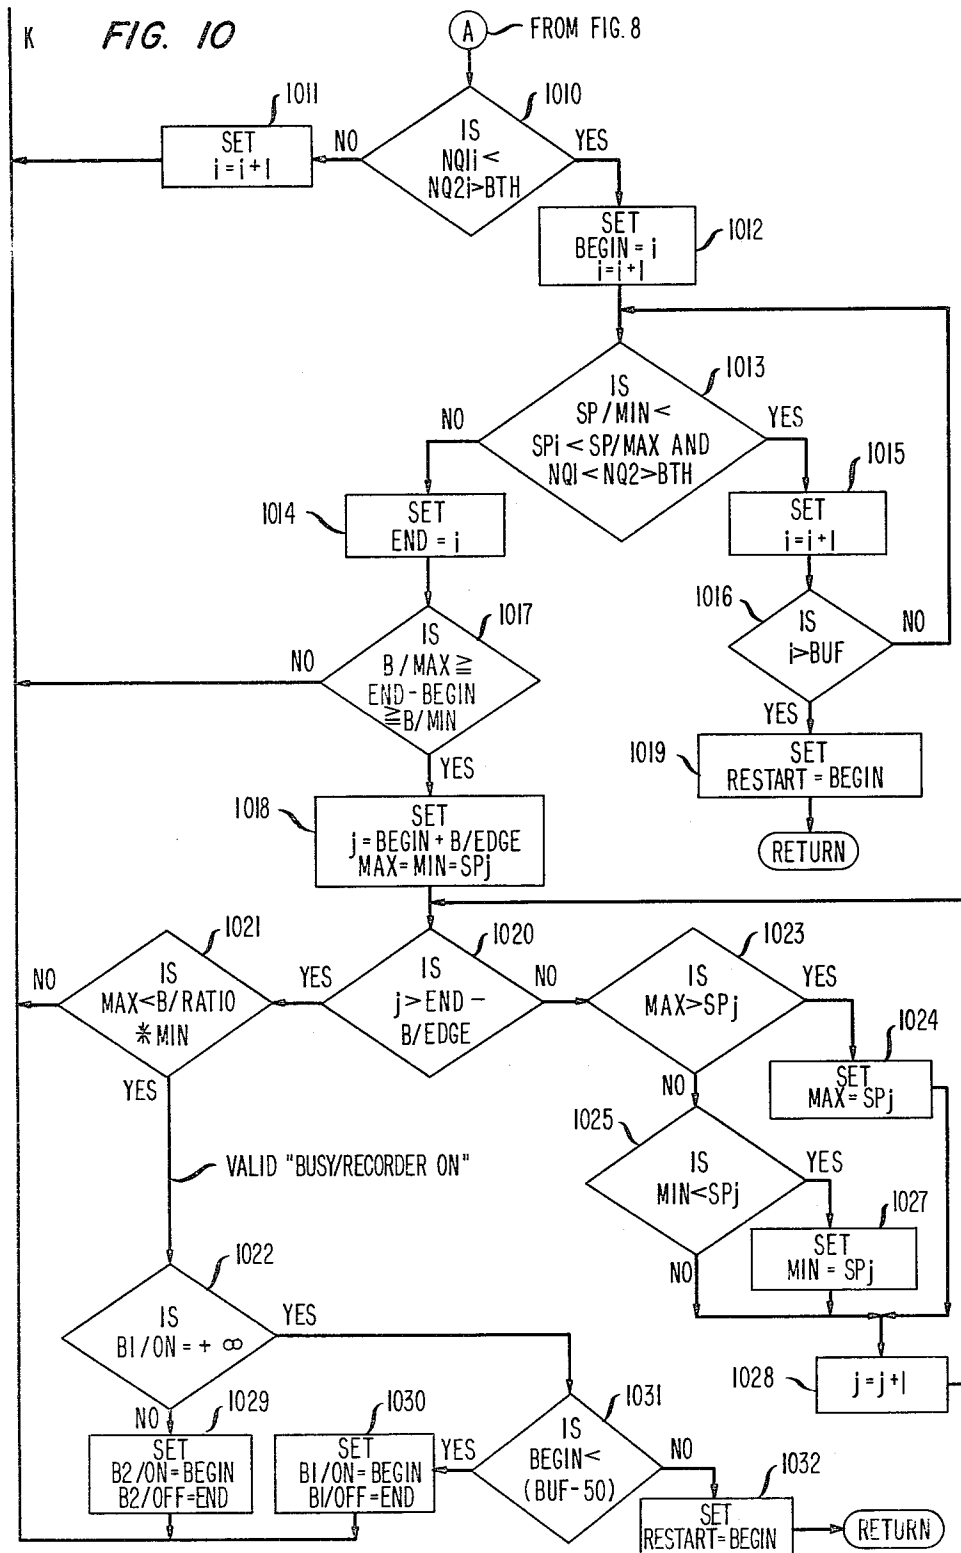 K
FIG. 10
A
FROM FIG. 8
1011
1010
SET
i=i+1
NO
IS
NQ1i <
NQ2i>BTH
YES
SET
BEGIN = i
i=i+1
1012
1013
IS
SP/MIN <
SPi < SP/MAX AND
NQ1<NQ2>BTH
NO
YES
1015
1014
SET
END = i
SET
i=i+1
1016
IS
i>BUF
NO
YES
1017
IS
B/MAX ≧
END-BEGIN
≧B/MIN
NO
YES
1019
SET
RESTART = BEGIN
RETURN
1018
SET
j=BEGIN + B/EDGE
MAX=MIN=SPj
1021
1020
1023
NO
IS
MAX<B/RATIO
*MIN
YES
YES
IS
j>END-
B/EDGE
NO
IS
MAX>SPj
YES
1024
SET
MAX=SPj
NO
1025
IS
MIN<SPj
YES
1027
SET
MIN = SPj
NO
VALID "BUSY/RECORDER ON"
1022
IS
B1/ON = + ∞
YES
NO
1028
j=j+1
1029
SET
B2/ON=BEGIN
B2/OFF=END
1030
SET
B1/ON=BEGIN
B1/OFF=END
YES
1031
IS
BEGIN<
(BUF-50)
NO
1032
SET
RESTART=BEGIN
RETURN